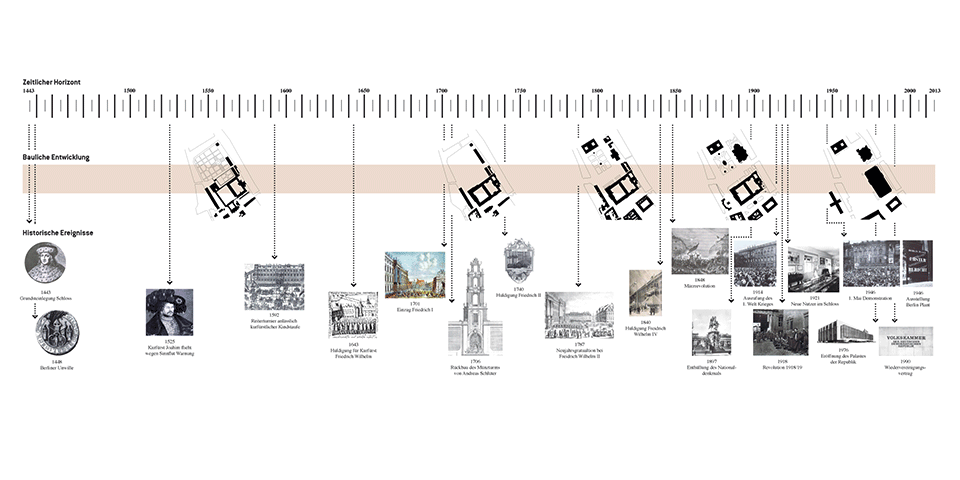 Zeitlicher Horizont
1443 1500 1550 1600 1650 1700 1750 1800 1850 1900 1950 2000 2013
Bauliche Entwicklung
Historische Ereignisse
1443
Grundsteinlegung Schloss
1448
Berliner Unwille
1525
Kurfürst Joachim flieht
wegen Sintflut Warnung
1592
Reiterturnier anlässlich
kurfürstlicher Kindstaufe
1643
Huldigung für Kurfürst
Friedrich Wilhelm
1701
Einzug Friedrich I
1706
Rückbau des Münzturms
von Andreas Schlüter
1740
Huldigung Friedrich II
1787
Neujahrsgratulation bei
Friedrich Wilhelm II
1840
Huldigung Friedrich
Wilhelm IV
1848
Märzrevolution
1897
Enthüllung des National-
denkmals
1914
Ausrufung des
1. Welt Krieges
1918
Revolution 1918/19
1921
Neue Nutzer im Schloss
1946
1. Mai Demonstration
1976
Eröffnung des Palastes
der Republik
1946
Ausstellung
Berlin Plant
VOLKSKAMMER
1990
Wiedervereinigungs-
vertrag